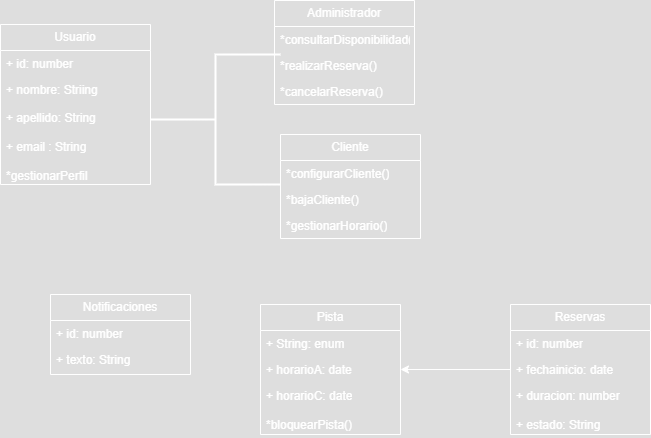 Usuario
+ id: number
+ nombre: Striing
+ apellido: String
+ email : String
*gestionarPerfil
Administrador
*consultarDisponibilidad
*realizarReserva()
*cancelarReserva()
Cliente
*configurarCliente()
*bajaCliente()
*gestionarHorario()
Notificaciones
+ id: number
+ texto: String
Pista
+ String: enum
+ horarioA: date
+ horarioC: date
*bloquearPista()
Reservas
+ id: number
+ fechainicio: date
+ duracion: number
+ estado: String